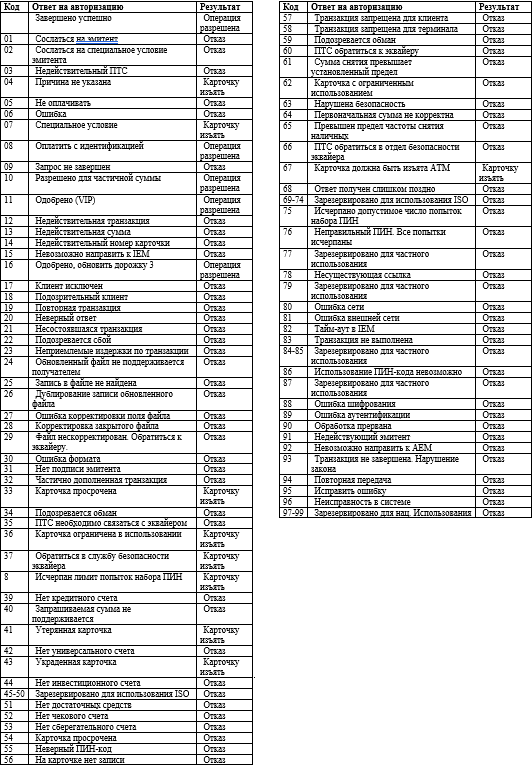 Код Ответ на авторизацию Результат
Завершено успешно Операция
разрешена
01 Сослаться на эмитент Отказ
02 Сослаться на специальное условие Отказ
эмитента
03 Недействительный ПТС Отказ
04 Причина не указана Карточку
изъять
05 Не оплачивать Отказ
06 Ошибка Отказ
07 Специальное условие Карточку
изъять
08 Оплатить с идентификацией Операция
разрешена
09 Запрос не завершен Отказ
10 Разрешено для частичной суммы Операция
разрешена
11 Одобрено (VIP) Операция
разрешена
12 Недействительная транзакция Отказ
13 Недействительная сумма Отказ
14 Недействительный номер карточки Отказ
15 Невозможно направить к IEM Отказ
16 Одобрено, обновить дорожку 3 Операция
разрешена
17 Клиент исключен Отказ
18 Подозрительный клиент Отказ
19 Повторная транзакция Отказ
20 Неверный ответ Отказ
21 Несостоявшаяся транзакция Отказ
22 Подозревается сбой Отказ
23 Неприемлемые издержки по транзакции Отказ
24 Обновленный файл не поддерживается Отказ
получателем
25 Запись в файле не найдена Отказ
26 Дублирование записи обновленного Отказ
файла
27 Ошибка корректировки поля файла Отказ
28 Корректировка закрытого файла Отказ
29 Файл нескорректирован. Обратиться к Отказ
эквайеру.
30 Ошибка формата Отказ
31 Нет подписи эмитента Отказ
32 Частично дополненная транзакция Отказ
33 Карточка просрочена Карточку
изъять
34 Подозревается обман Отказ
35 ПТС необходимо связаться с эквайером Отказ
36 Карточка ограничена в использовании Карточку
изъять
37 Обратиться в службу безопасности Карточку
эквайера изъять
8 Исчерпан лимит попыток набора ПИН Карточку
изъять
39 Нет кредитного счета Отказ
40 Запрашиваемая сумма не Отказ
поддерживается
41 Утерянная карточка Карточку
изъять
42 Нет универсального счета Отказ
43 Украденная карточка Карточку
изъять
44 Нет инвестиционного счета Отказ
45-50 Зарезервировано для использования ISO Отказ
51 Нет достаточных средств Отказ
52 Нет чекового счета Отказ
53 Нет сберегательного счета Отказ
54 Карточка просрочена Отказ
55 Неверный ПИН-код Отказ
56 На карточке нет записи Отказ
Код Ответ на авторизацию Результат
57 Транзакция запрещена для клиента Отказ
58 Транзакция запрещена для терминала Отказ
59 Подозревается обман Отказ
60 ПТС обратиться к эквайеру Отказ
61 Сумма снятия превышает Отказ
установленный предел
62 Карточка с ограниченным Отказ
использованием
63 Нарушена безопасность Отказ
64 Первоначальная сумма не корректна Отказ
65 Превышен предел частоты снятия Отказ
наличных
66 ПТС обратиться в отдел безопасности Отказ
эквайера
67 Карточка должна быть изъята АТМ Карточку
изъять
68 Ответ получен слишком поздно Отказ
69-74 Зарезервировано для использования ISO Отказ
75 Исчерпано допустимое число попыток Отказ
набора ПИН
76 Неправильный ПИН. Все попытки Отказ
исчерпаны
77 Зарезервировано для частного Отказ
использования
78 Несуществующая ссылка Отказ
79 Зарезервировано для частного Отказ
использования
80 Ошибка сети Отказ
81 Ошибка внешней сети Отказ
82 Тайм-аут в IEM Отказ
83 Транзакция не выполнена Отказ
84-85 Зарезервировано для частного Отказ
использования
86 Использование ПИН-кода невозможно Отказ
87 Зарезервировано для частного Отказ
использования
88 Ошибка шифрования Отказ
89 Ошибка аутентификации Отказ
90 Обработка прервана Отказ
91 Недействующий эмитент Отказ
92 Невозможно направить к АЕМ Отказ
93 Транзакция не завершена. Нарушение Отказ
закона
94 Повторная передача Отказ
95 Исправить ошибку Отказ
96 Неисправность в системе Отказ
97-99 Зарезервировано для нац. Использования Отказ